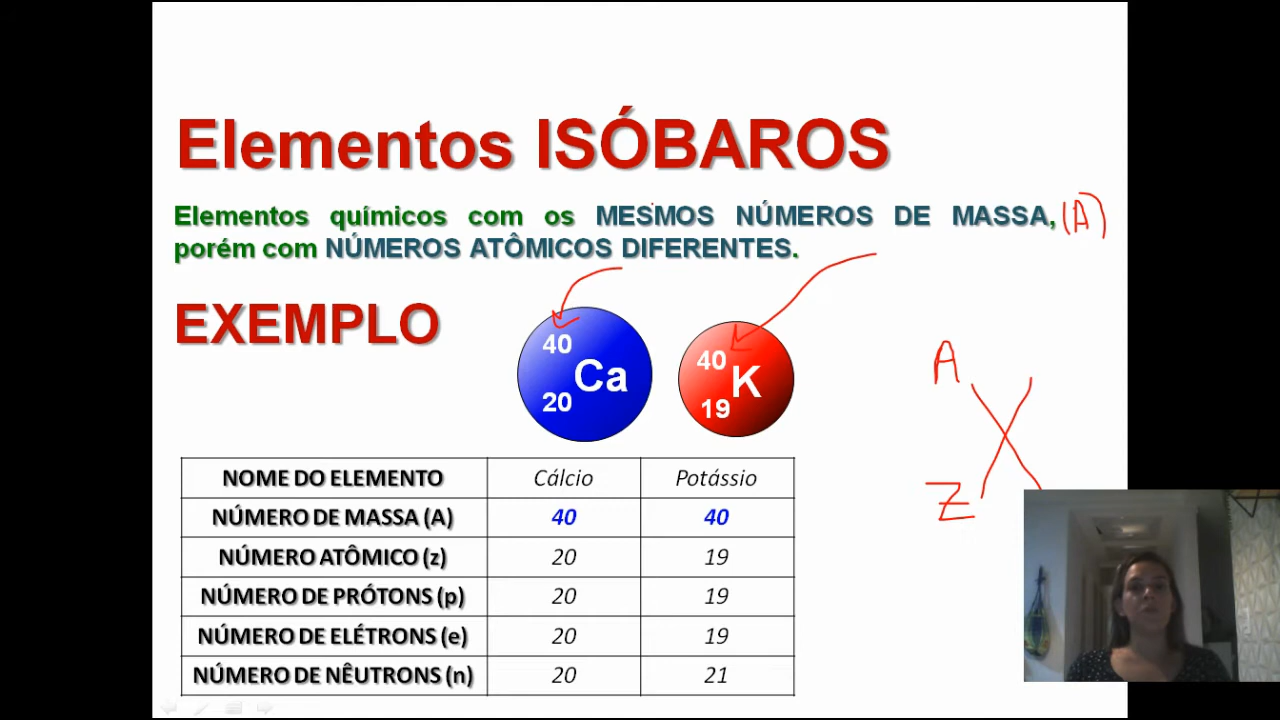 Elementos ISÓBAROS
Elementos químicos com os MESMOS NÚMEROS DE MASSA, (A)
porém com NÚMEROS ATÔMICOS DIFERENTES.
EXEMPLO
40
20
Ca
40
19
K
A
X
Z
NOME DO ELEMENTO Cálcio Potássio
NÚMERO DE MASSA (A) 40 40
NÚMERO ATÔMICO (z) 20 19
NÚMERO DE PRÓTONS (p) 20 19
NÚMERO DE ELÉTRONS (e) 20 19
NÚMERO DE NÊUTRONS (n) 20 21